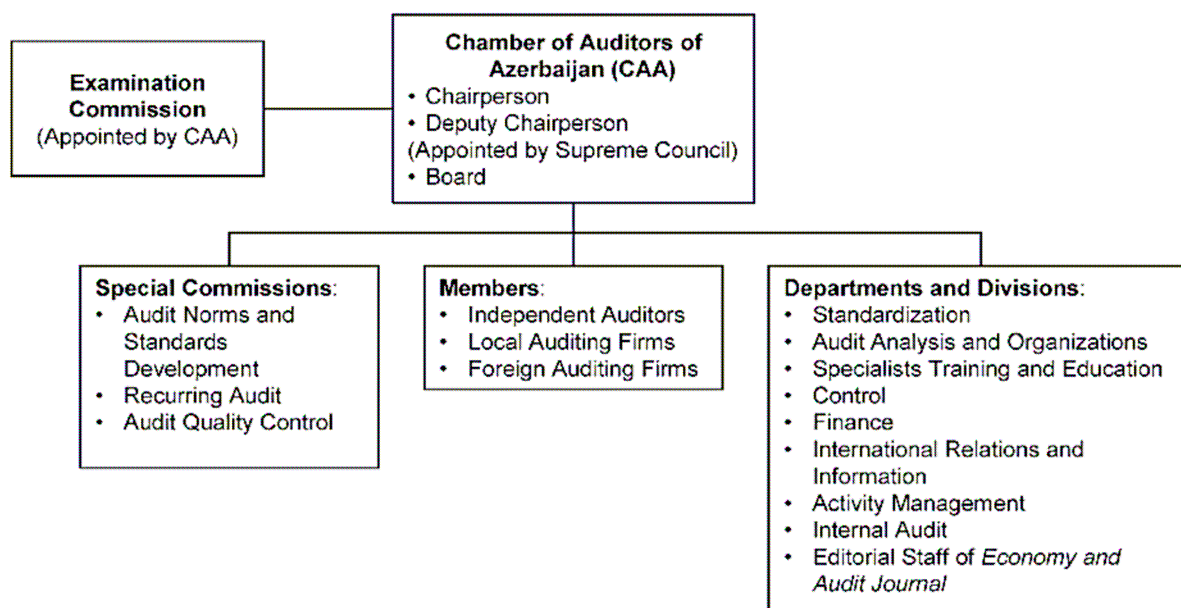 Examination
Commission
(Appointed by CAA)
Chamber of Auditors of
Azerbaijan (CAA)
• Chairperson
• Deputy Chairperson
(Appointed by Supreme Council)
• Board
Special Commissions:
• Audit Norms and
Standards
Development
• Recurring Audit
• Audit Quality Control
Members:
• Independent Auditors
• Local Auditing Firms
• Foreign Auditing Firms
Departments and Divisions:
• Standardization
• Audit Analysis and Organizations
• Specialists Training and Education
• Control
• Finance
• International Relations and
Information
• Activity Management
• Internal Audit
• Editorial Staff of Economy and
Audit Journal